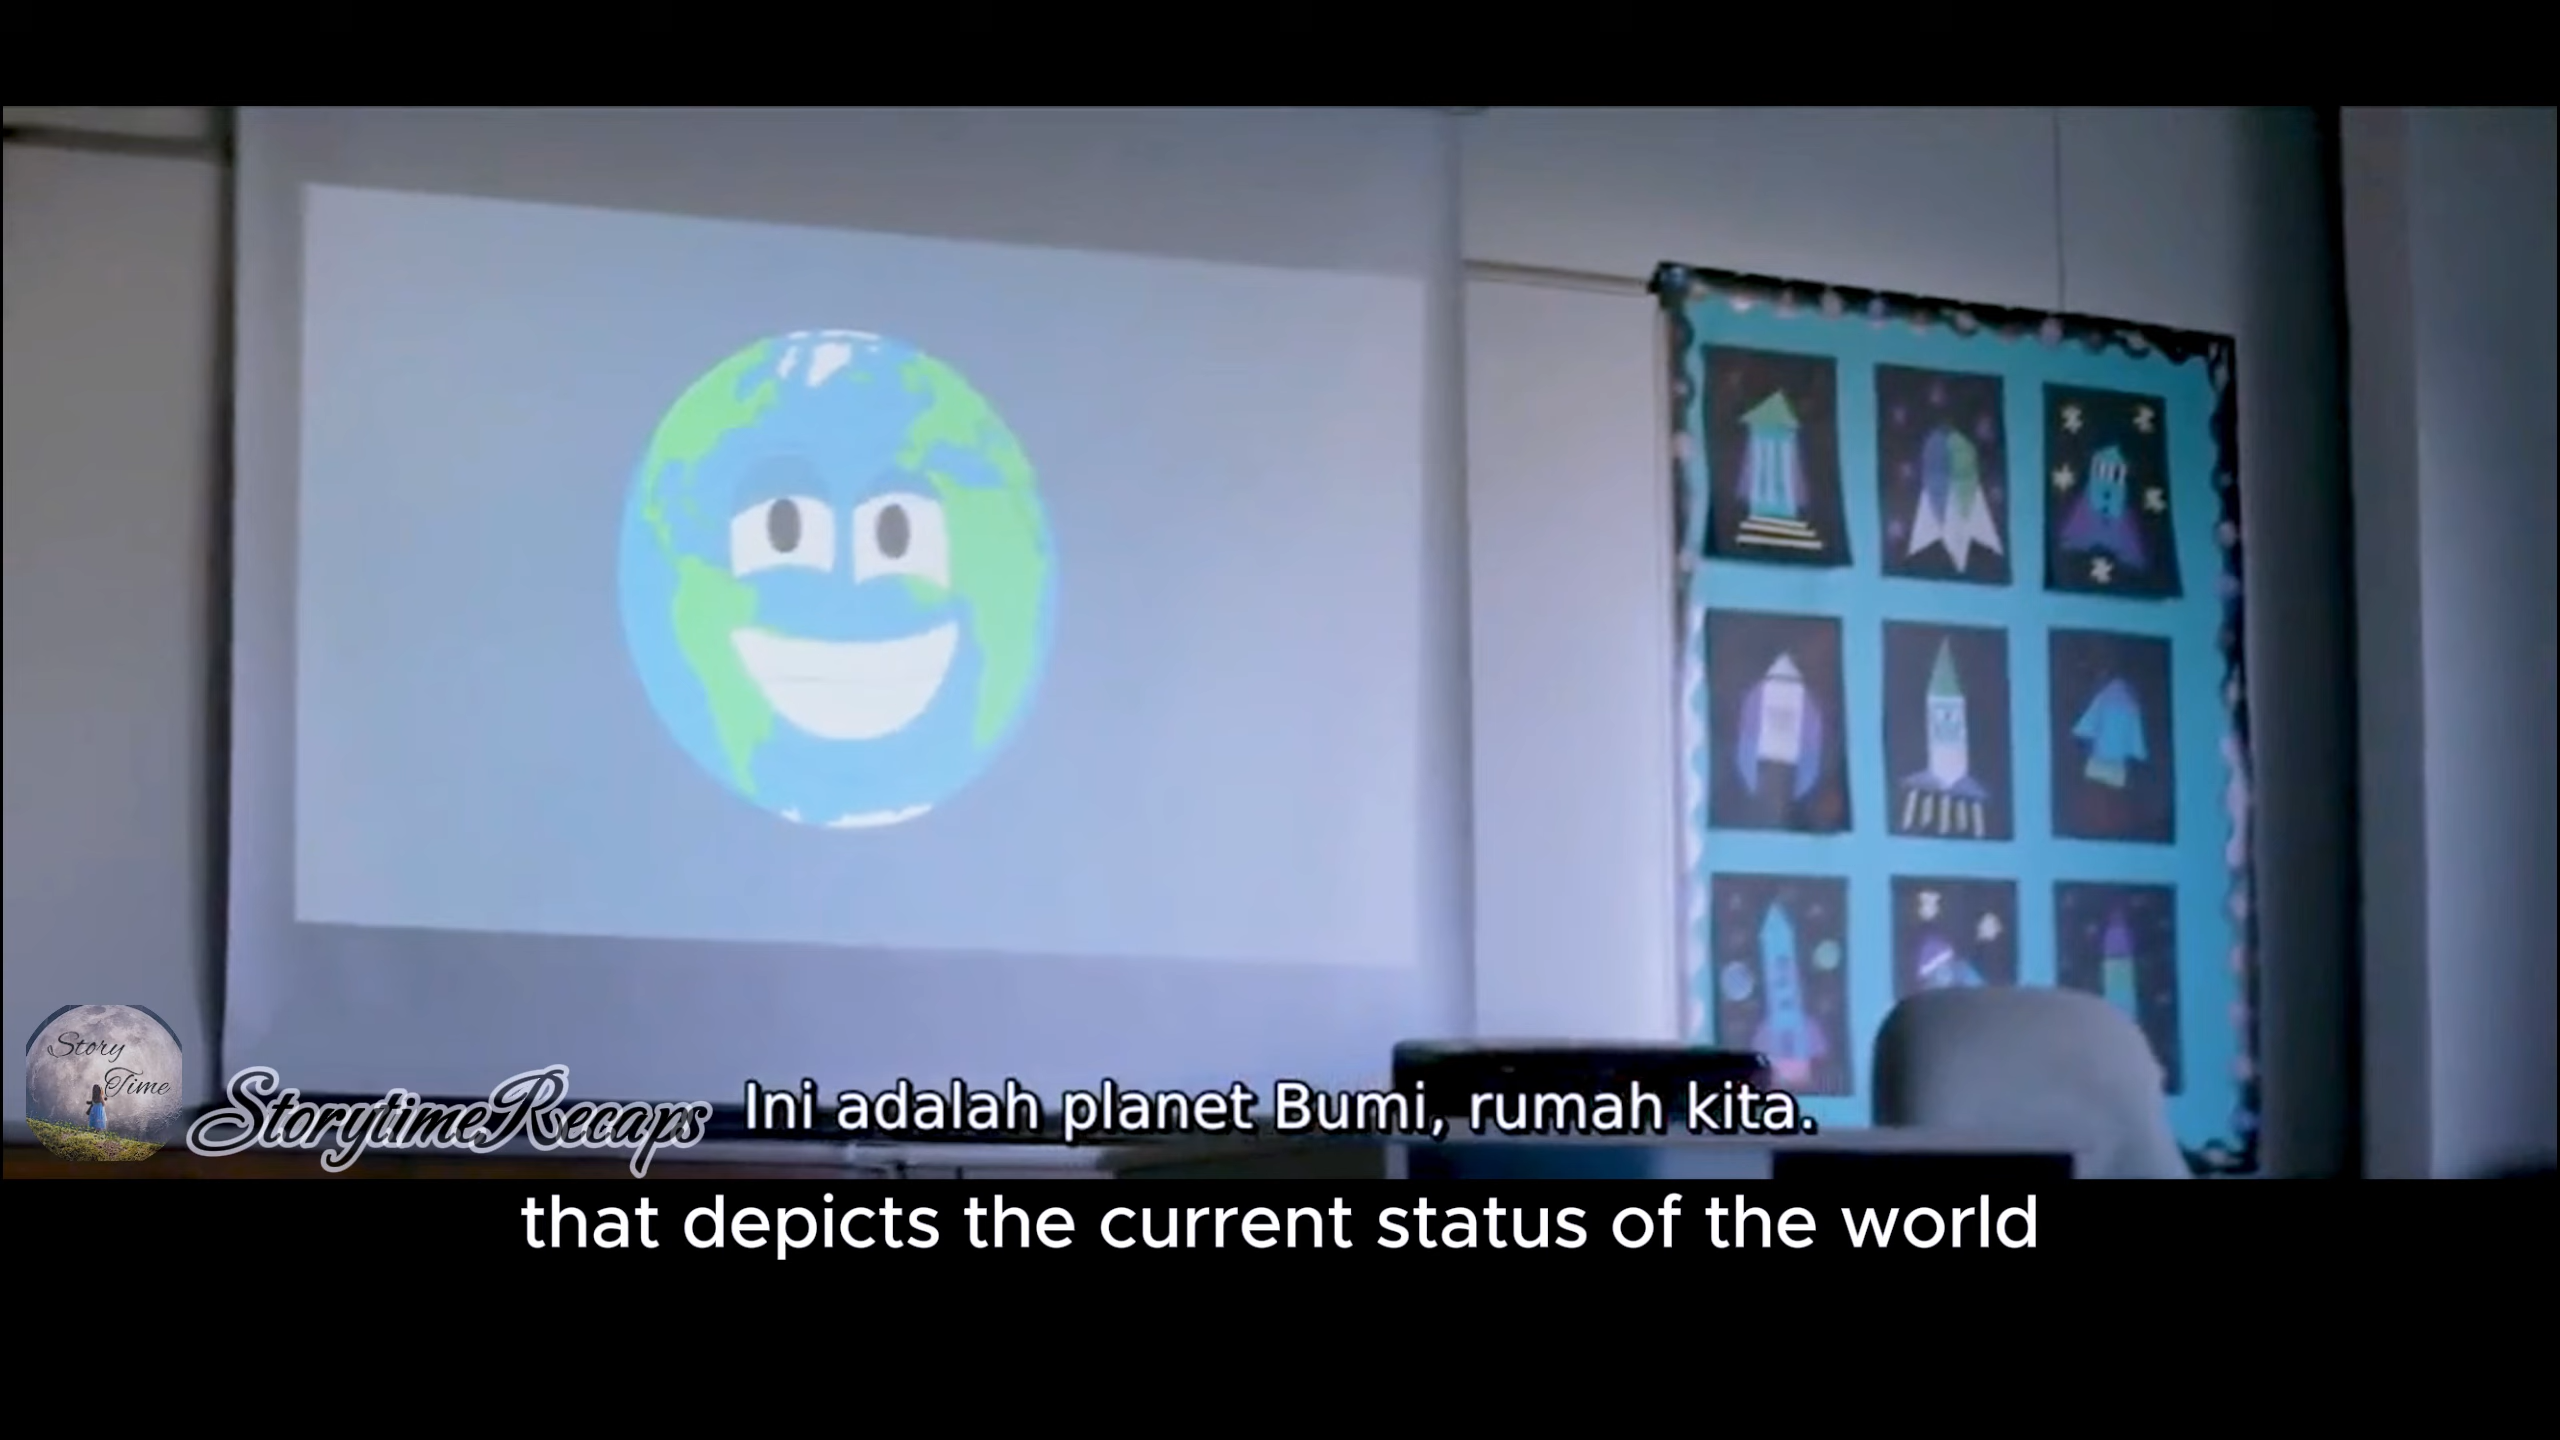 Story
Time
StorytimeRecaps
Ini adalah planet Bumi, rumah kita.
that depicts the current status of the world